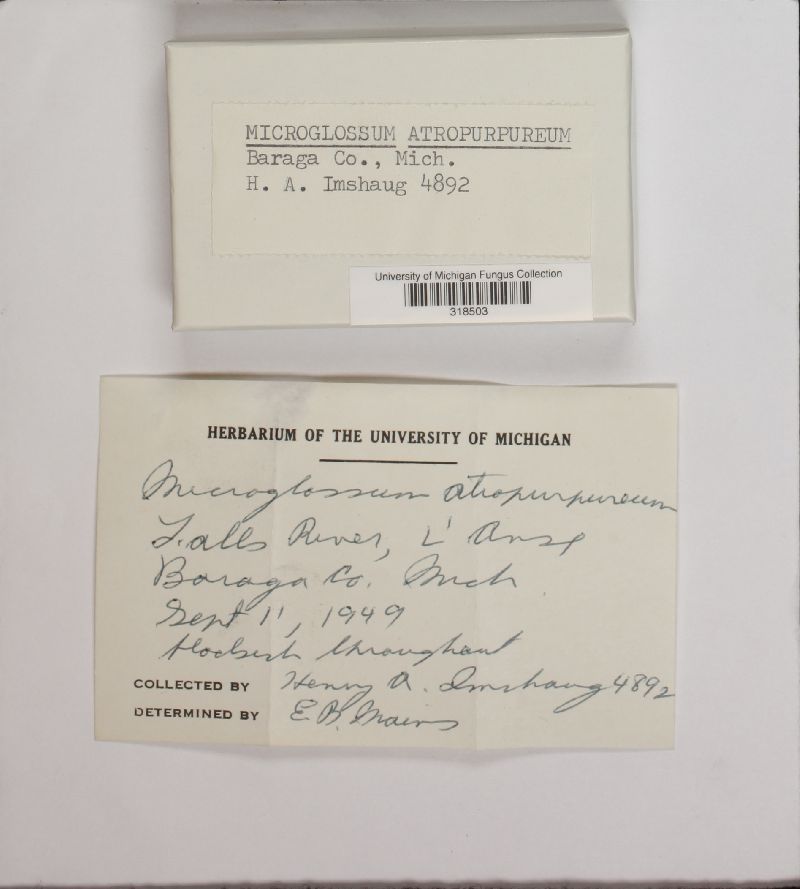 MICROGLOSSUM ATROPURPUREUM
Baraga Co., Mich.
H. A. Imshaug 4892
University of Michigan Fungus Collection
318503
HERBARIUM OF THE UNIVERSITY OF MICHIGAN
Microglossum atropurpureum
Falls River, L'Anse
Baraga Co. Mich
Sept 11, 1949
blackish throughout
COLLECTED BY Henry A. Imshaug 4892
DETERMINED BY E.B. Mains